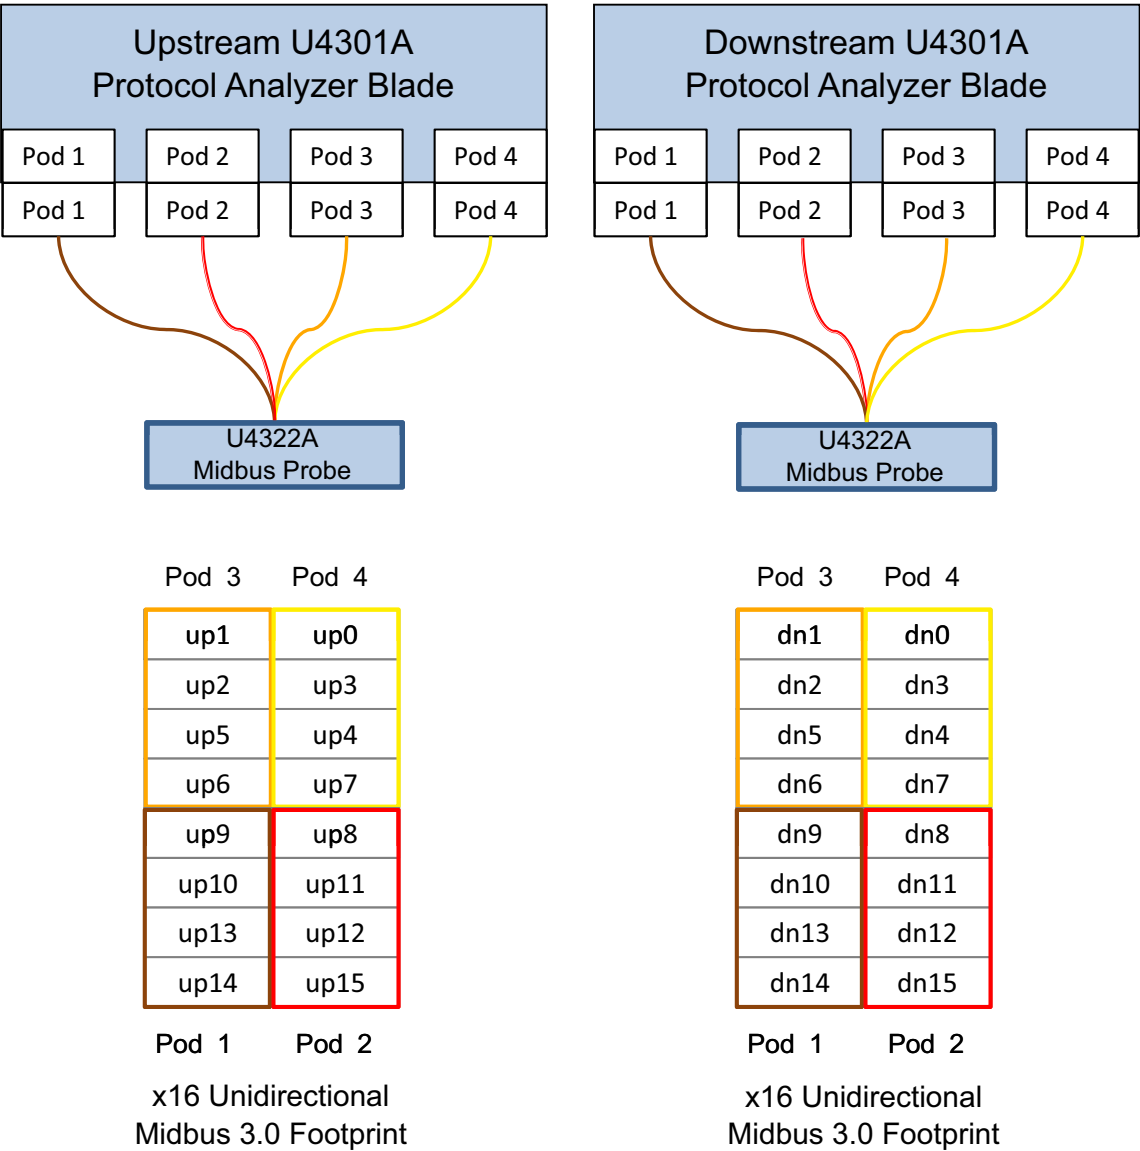 Upstream U4301A
Protocol Analyzer Blade
Pod 1
Pod 2
Pod 3
Pod 4
Pod 1
Pod 2
Pod 3
Pod 4
U4322A
Midbus Probe
Pod 3
Pod 4
up1
up0
up2
up3
up5
up4
up6
up7
up9
up8
up10
up11
up13
up12
up14
up15
Pod 1
Pod 2
x16 Unidirectional
Midbus 3.0 Footprint
Downstream U4301A
Protocol Analyzer Blade
Pod 1
Pod 2
Pod 3
Pod 4
Pod 1
Pod 2
Pod 3
Pod 4
U4322A
Midbus Probe
Pod 3
Pod 4
dn1
dn0
dn2
dn3
dn5
dn4
dn6
dn7
dn9
dn8
dn10
dn11
dn13
dn12
dn14
dn15
Pod 1
Pod 2
x16 Unidirectional
Midbus 3.0 Footprint